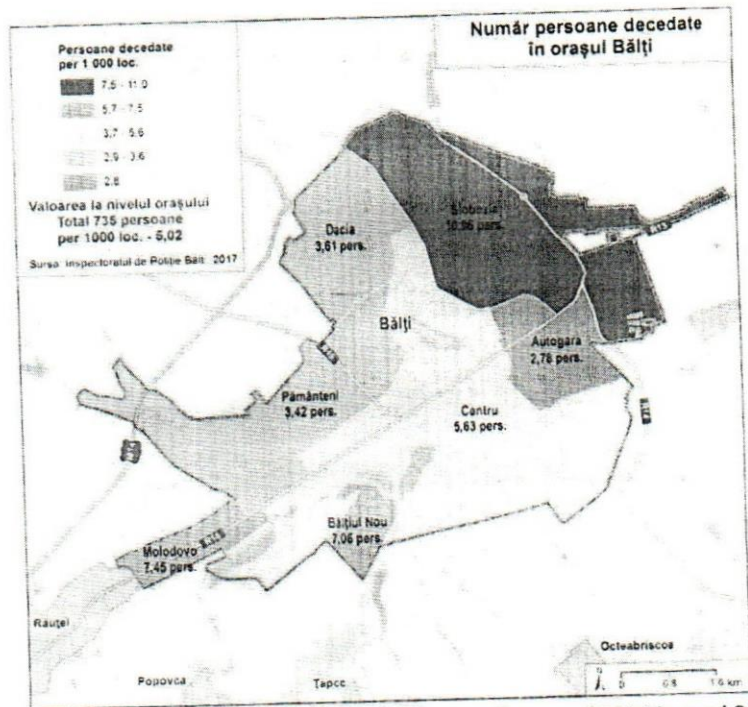 Număr persoane decedate
în orașul Bălți
Persoane decedate
per 1 000 loc.
7,5 - 11,0
5,7 - 7,5
3,7 - 5,6
2,9 - 3,6
2,8
Valoarea la nivelul orașului
Total 735 persoane
per 1000 loc. - 5,02
Sursa: Inspectoratul de Poliție Bălți 2017
Slobozia
10,96 pers.
Dacia
3,61 pers.
Bălți
Autogara
2,78 pers.
Pământeni
3,42 pers.
Centru
5,63 pers.
Bălțiul Nou
7,06 pers.
Molodovo
7,45 pers.
Răuțel
Octeabriscoe
Popovca
Țapoc
0 0,8 1,6 km